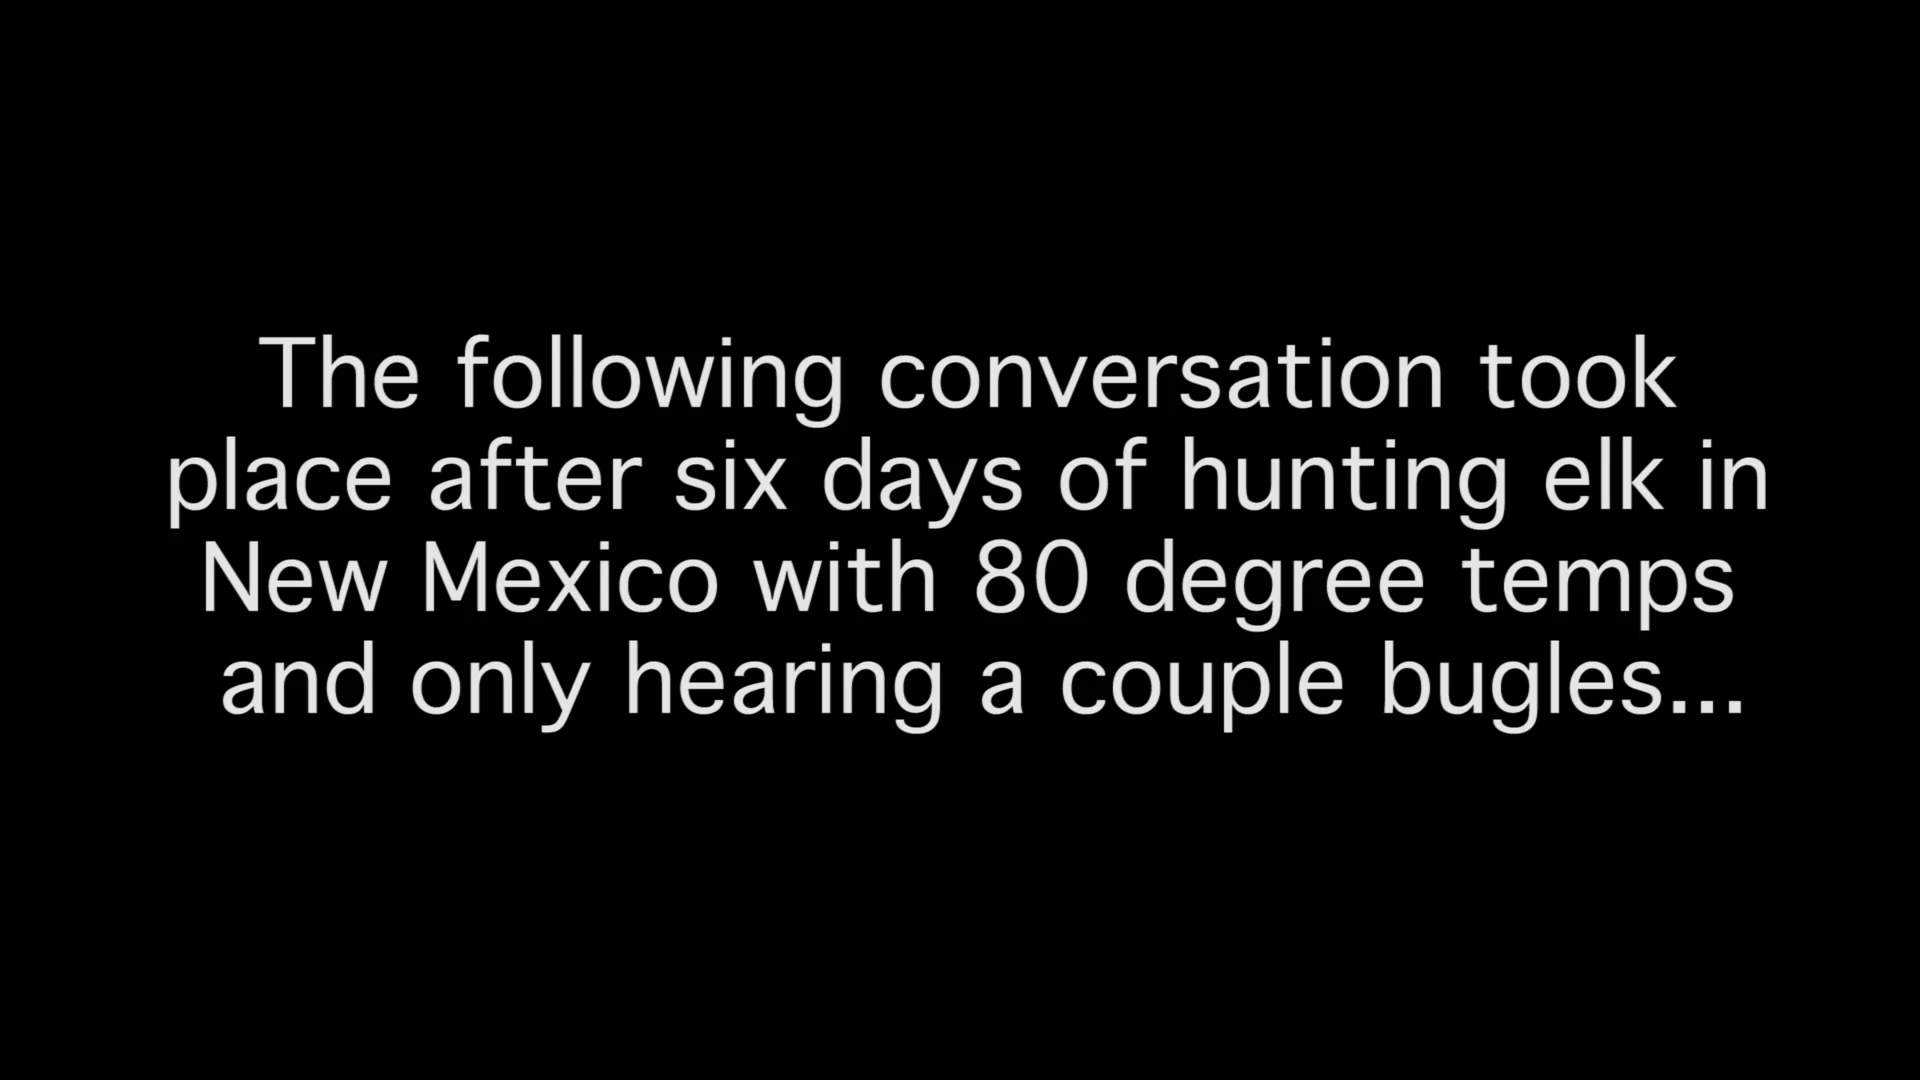 The following conversation took
place after six days of hunting elk in
New Mexico with 80 degree temps
and only hearing a couple bugles...